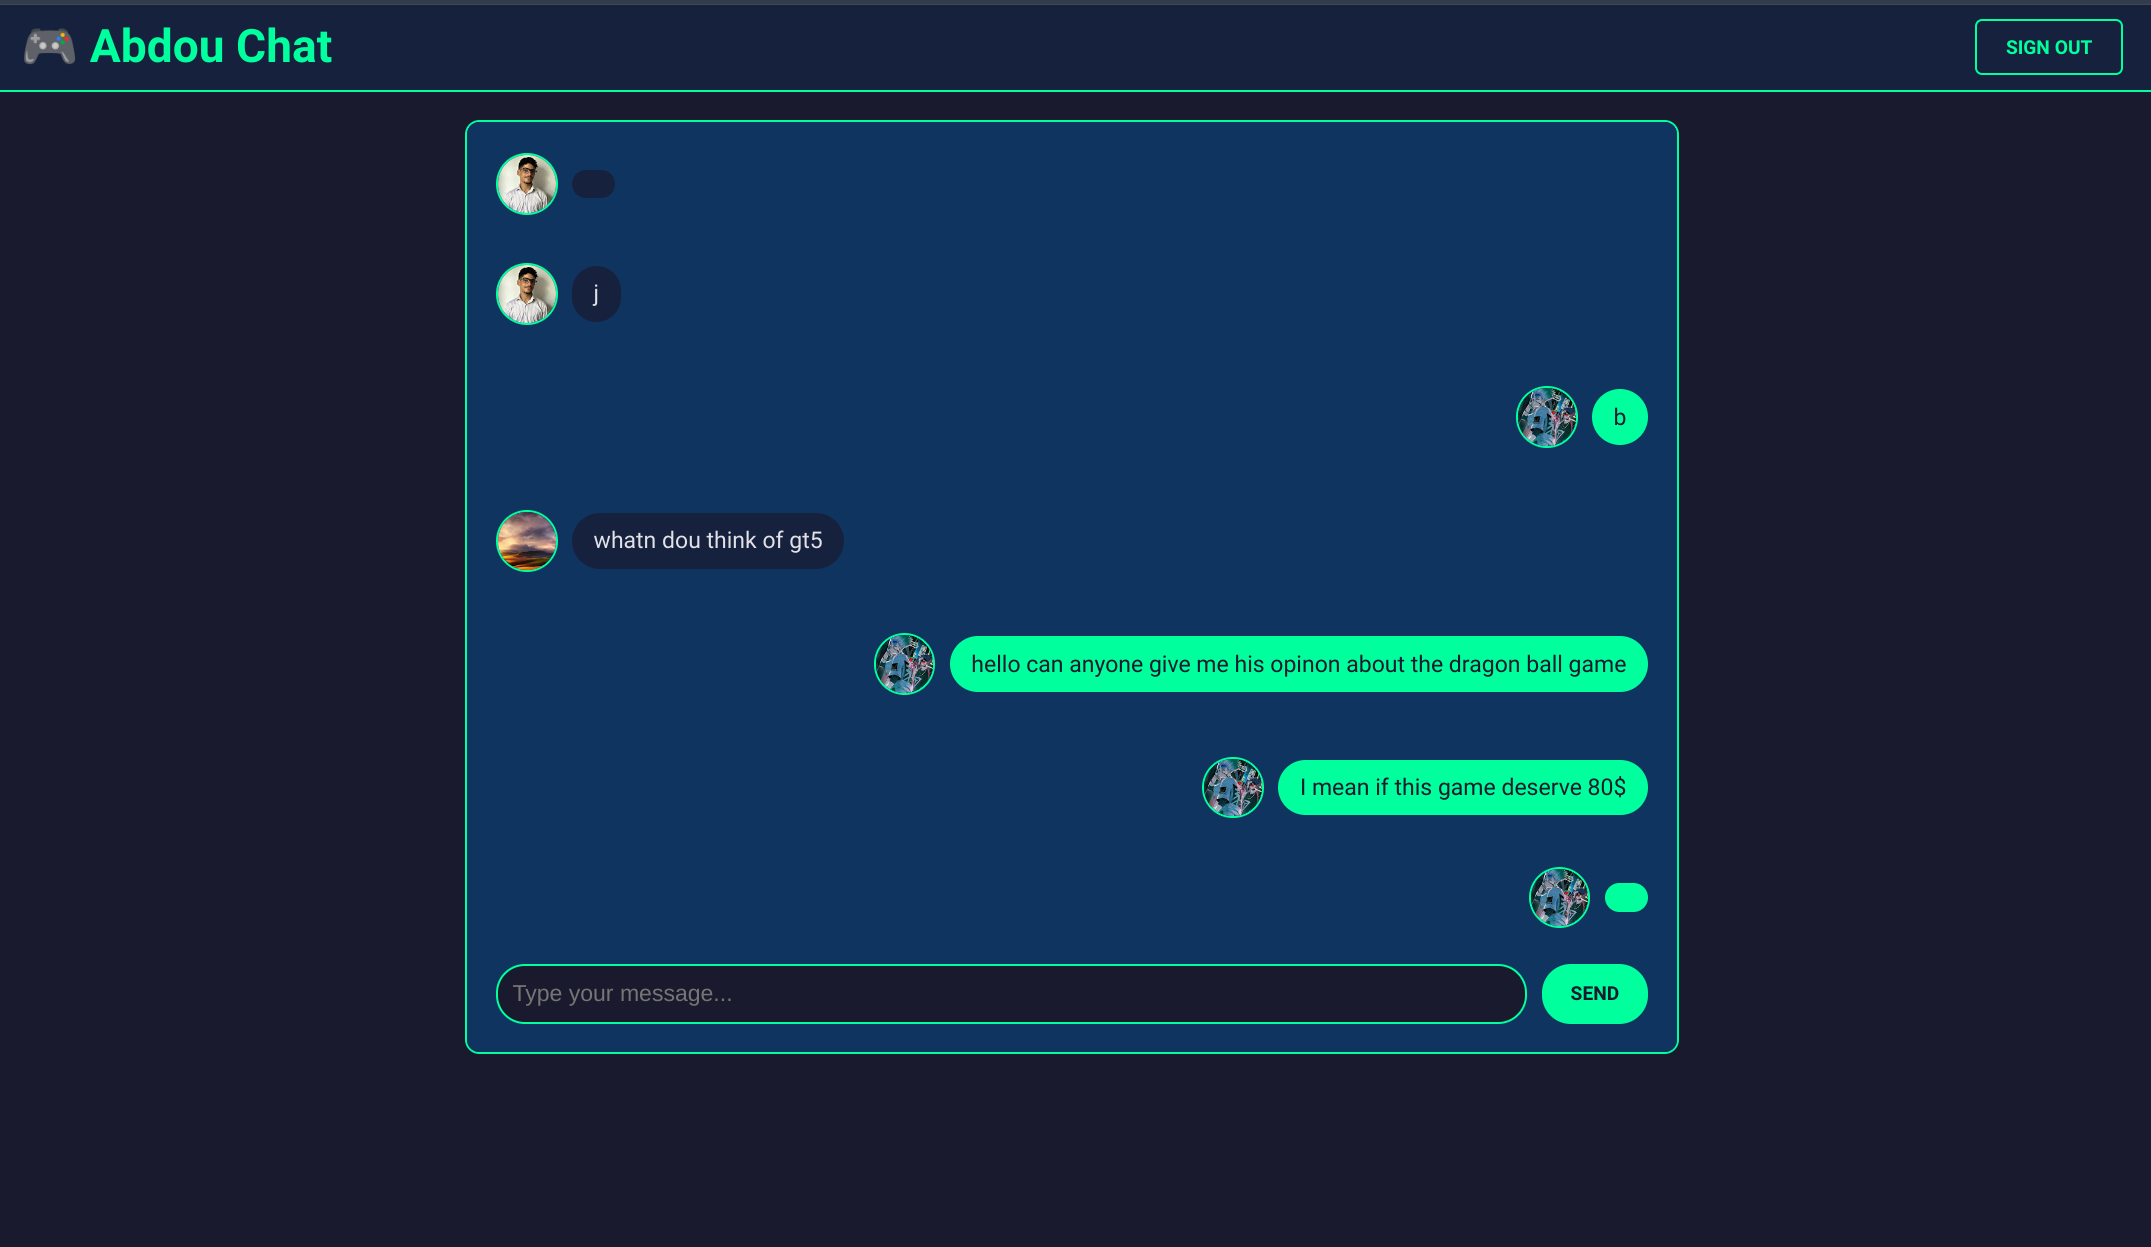 Abdou Chat
SIGN OUT
j
b
whatn dou think of gt5
hello can anyone give me his opinon about the dragon ball game
I mean if this game deserve 80$
Type your message...
SEND